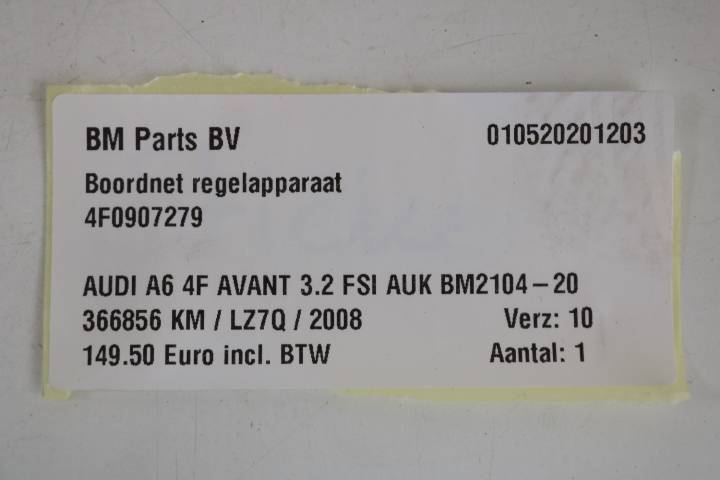 BM Parts BV 010520201203
Boordnet regelapparaat
4F0907279
AUDI A6 4F AVANT 3.2 FSI AUK BM2104-20
366856 KM / LZ7Q / 2008 Verz: 10
149.50 Euro incl. BTW Aantal: 1